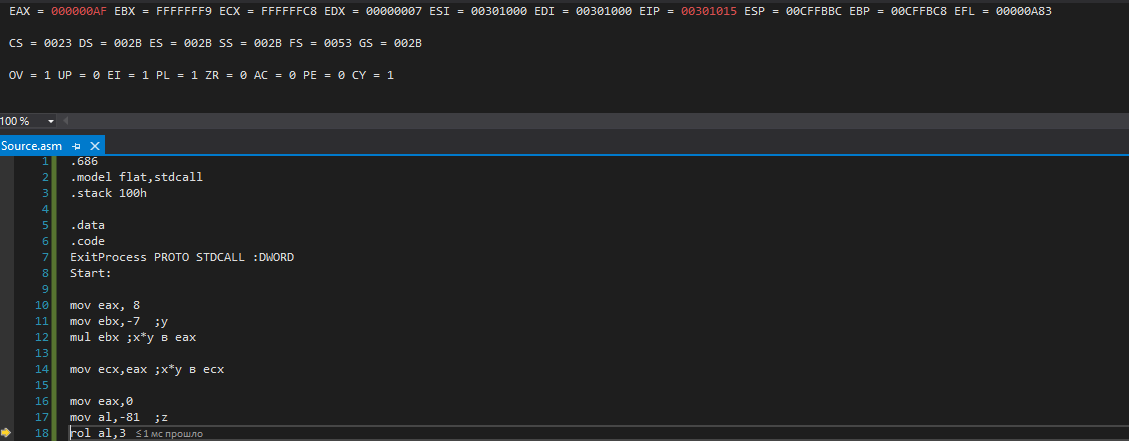 EAX = 000000AF EBX = FFFFFFF9 ECX = FFFFFFC8 EDX = 00000007 ESI = 00301000 EDI = 00301000 EIP = 00301015 ESP = 00CFFBBC EBP = 00CFFBC8 EFL = 00000A83
CS = 0023 DS = 002B ES = 002B SS = 002B FS = 0053 GS = 002B
OV = 1 UP = 0 EI = 1 PL = 1 ZR = 0 AC = 0 PE = 0 CY = 1
100 %
Source.asm
1 .686
2 .model flat,stdcall
3 .stack 100h
4
5 .data
6 .code
7 ExitProcess PROTO STDCALL :DWORD
8 Start:
9
10 mov eax, 8
11 mov ebx,-7 ;y
12 mul ebx ;x*y в eax
13
14 mov ecx,eax ;x*y в ecx
15
16 mov eax,0
17 mov al,-81 ;z
18 rol al,3 ≤1 мс прошло